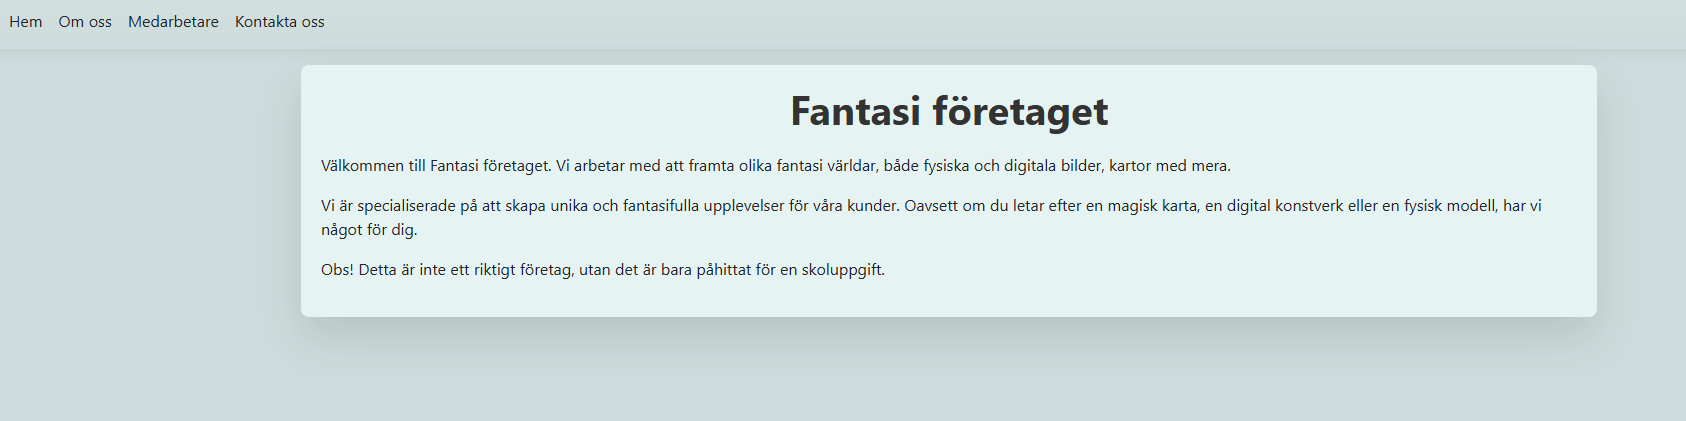 Hem Om oss Medarbetare Kontakta oss
Fantasi företaget
Välkommen till Fantasi företaget. Vi arbetar med att framta olika fantasi världar, både fysiska och digitala bilder, kartor med mera.
Vi är specialiserade på att skapa unika och fantasifulla upplevelser för våra kunder. Oavsett om du letar efter en magisk karta, en digital konstverk eller en fysisk modell, har vi
något för dig.
Obs! Detta är inte ett riktigt företag, utan det är bara påhittat för en skoluppgift.